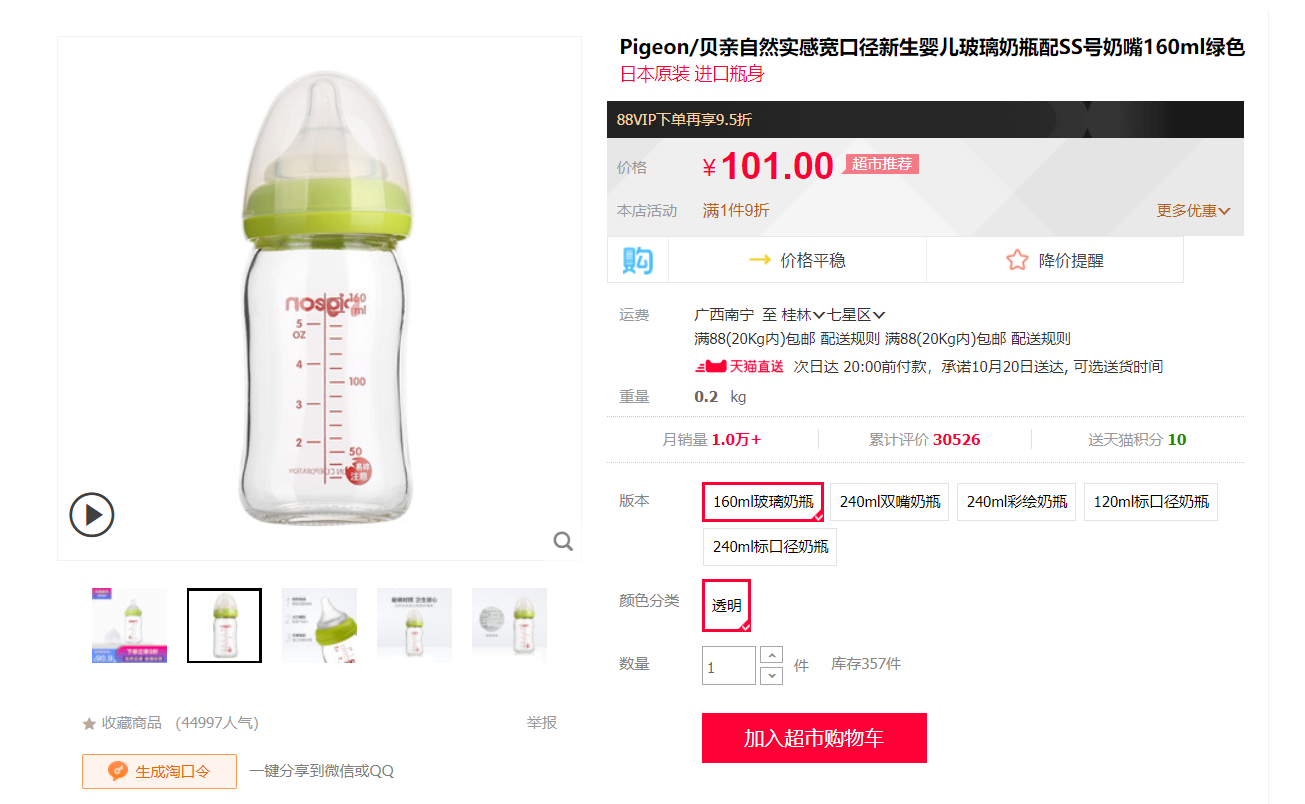 Pigeon/贝亲自然实感宽口径新生婴儿玻璃奶瓶配SS号奶嘴160ml绿色
日本原装 进口瓶身
88VIP下单再享9.5折
价格 ¥101.00 超市推荐
本店活动 满1件9折 更多优惠
购 价格平稳 降价提醒
运费 广西南宁 至 桂林 七星区
满88(20Kg内)包邮 配送规则 满88(20Kg内)包邮 配送规则
天猫直送 次日达 20:00前付款，承诺10月20日送达, 可选送货时间
重量 0.2 kg
月销量 1.0万+ 累计评价 30526 送天猫积分 10
版本 160ml玻璃奶瓶 240ml双嘴奶瓶 240ml彩绘奶瓶 120ml标口径奶瓶
240ml标口径奶瓶
颜色分类 透明
数量 1 件 库存357件
加入超市购物车
160
ml
5
OZ
4
100
3
2
50
收藏商品 (44997人气) 举报
生成淘口令 一键分享到微信或QQ